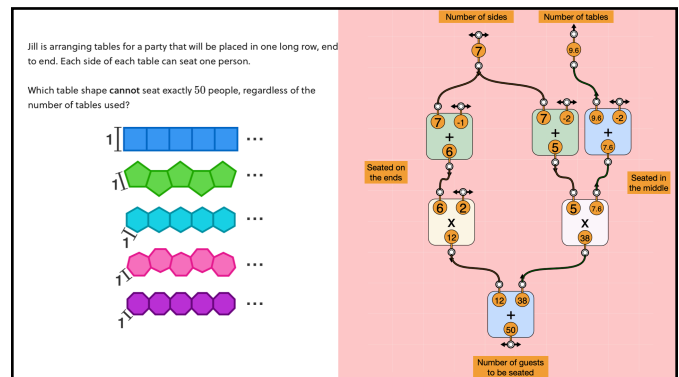 Jill is arranging tables for a party that will be placed in one long row, end
to end. Each side of each table can seat one person.
Which table shape cannot seat exactly 50 people, regardless of the
number of tables used?
1
1
1
1
1
Number of sides
Number of tables
7
9.6
7 -1
+
6
7 -2
+
5
9.6 -2
+
7.6
Seated on
the ends
Seated in
the middle
6 2
x
12
5 7.6
x
38
12 38
+
50
Number of guests
to be seated